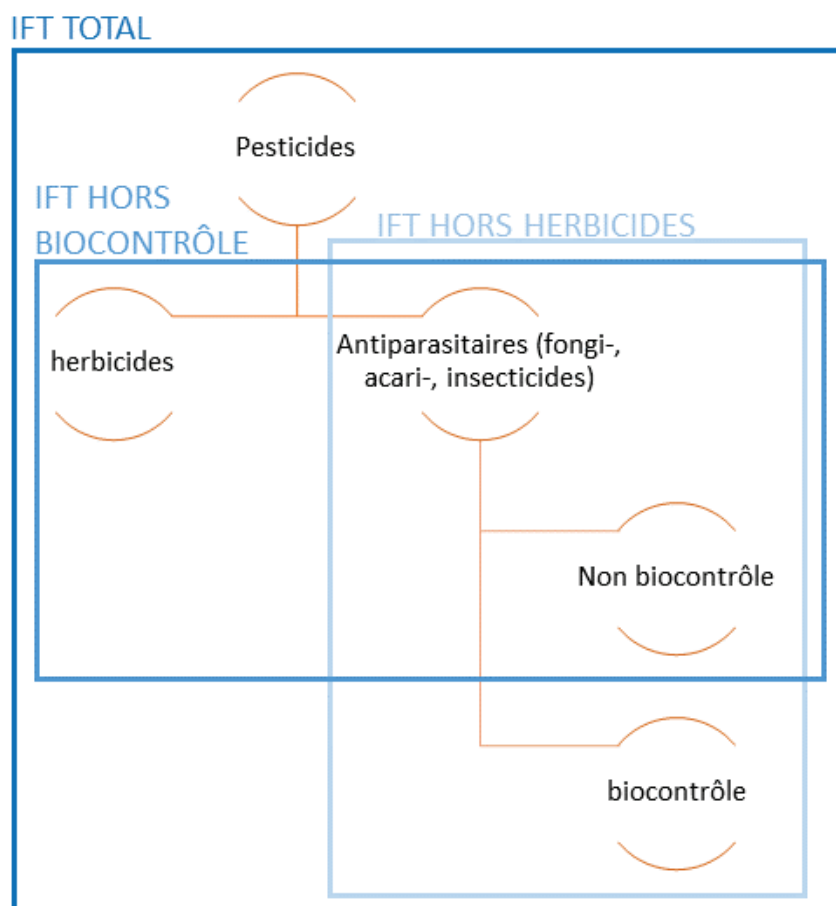 IFT TOTAL
Pesticides
IFT HORS
BIOCONTRÔLE
IFT HORS HERBICIDES
herbicides
Antiparasitaires (fongi-,
acari-, insecticides)
Non biocontrôle
biocontrôle